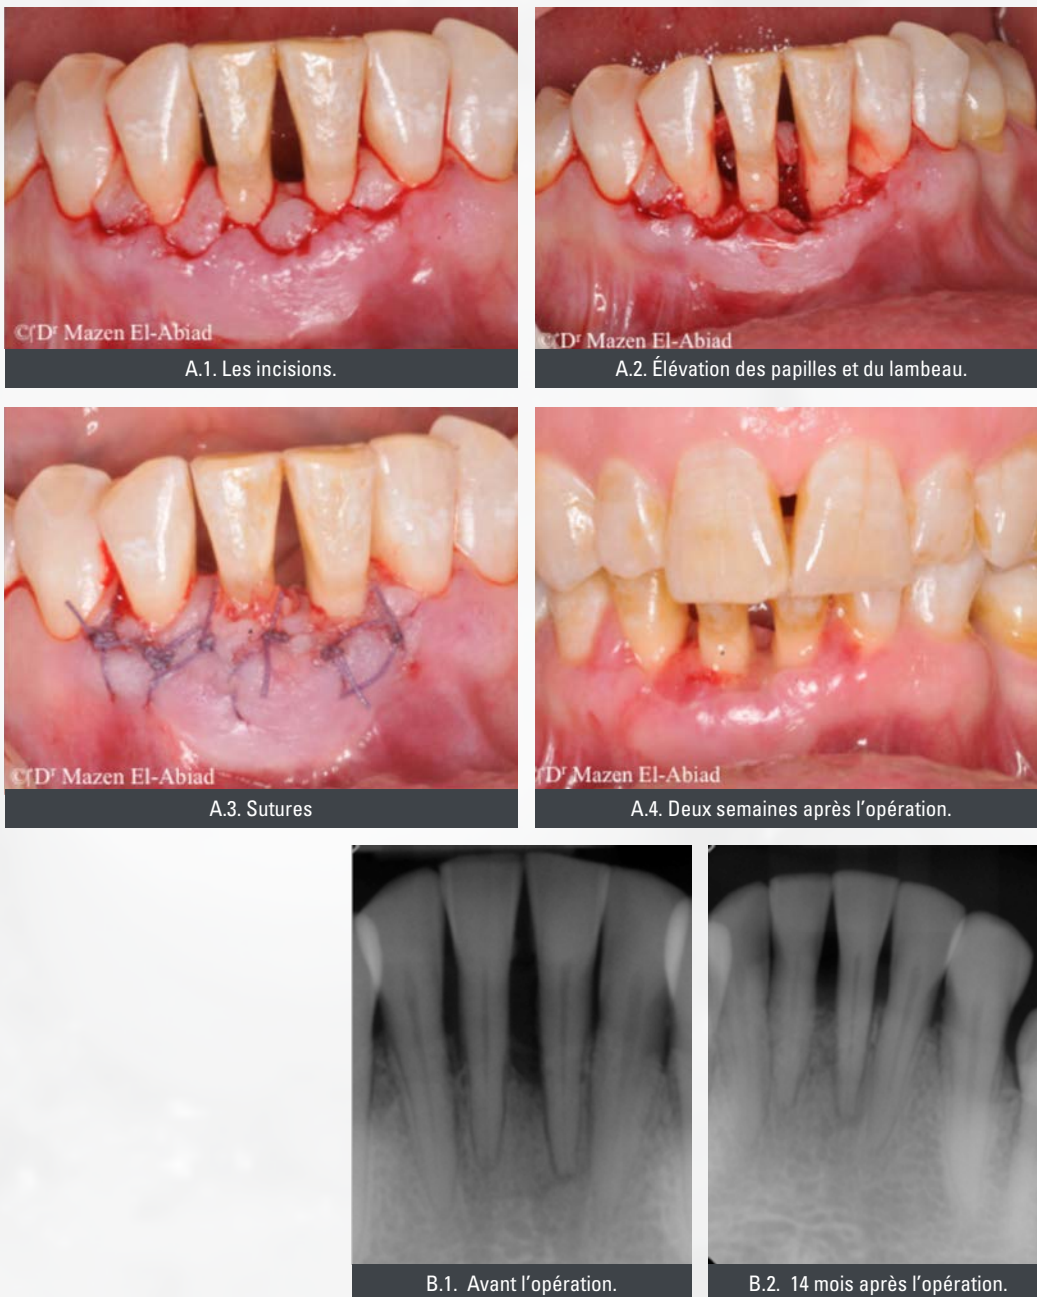 ©∫Dʳ Mazen El-Abiad
A.1. Les incisions.
©∫Dʳ Mazen El-Abiad
A.2. Élévation des papilles et du lambeau.
©∫Dʳ Mazen El-Abiad
A.3. Sutures
∫Dʳ Mazen El-Abiad
A.4. Deux semaines après l’opération.
B.1. Avant l’opération.
B.2. 14 mois après l’opération.